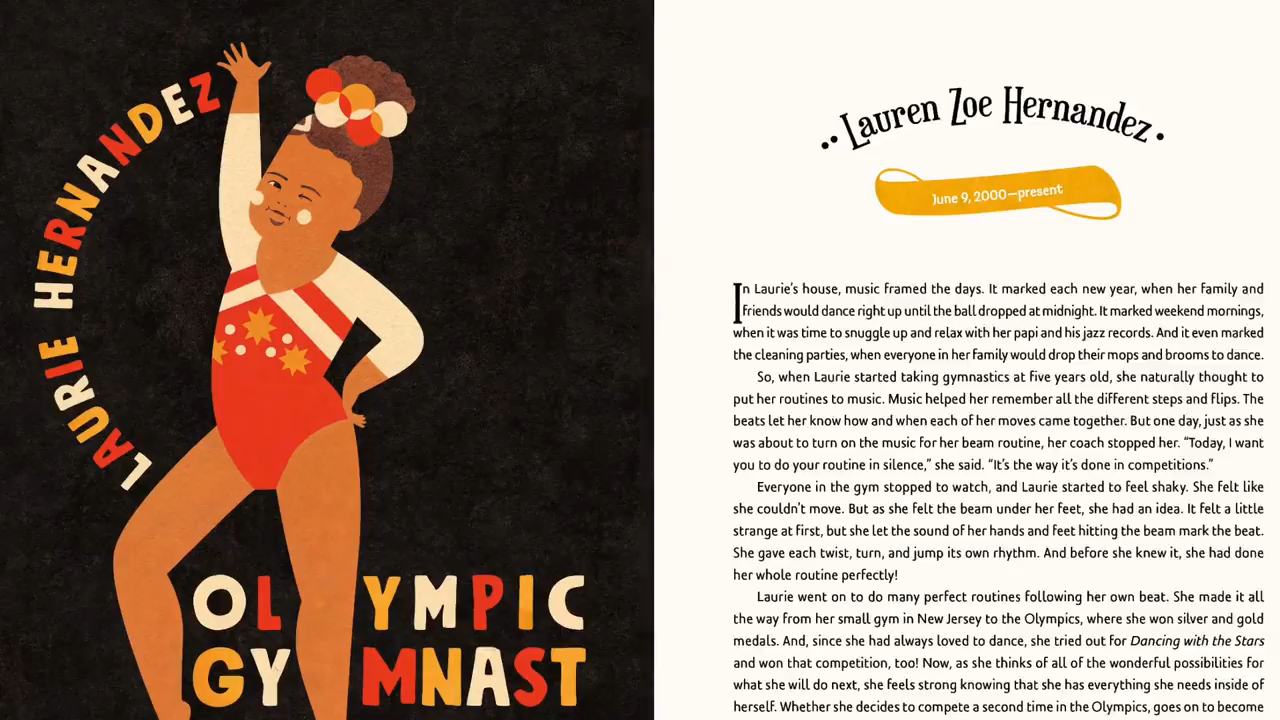 LAURIE HERNANDEZ
OLYMPIC
GYMNAST
Lauren Zoe Hernandez
June 9, 2000—present
In Laurie's house, music framed the days. It marked each new year, when her family and
friends would dance right up until the ball dropped at midnight. It marked weekend mornings,
when it was time to snuggle up and relax with her papi and his jazz records. And it even marked
the cleaning parties, when everyone in her family would drop their mops and brooms to dance.
So, when Laurie started taking gymnastics at five years old, she naturally thought to
put her routines to music. Music helped her remember all the different steps and flips. The
beats let her know how and when each of her moves came together. But one day, just as she
was about to turn on the music for her beam routine, her coach stopped her. “Today, I want
you to do your routine in silence,” she said. “It's the way it's done in competitions.”
Everyone in the gym stopped to watch, and Laurie started to feel shaky. She felt like
she couldn't move. But as she felt the beam under her feet, she had an idea. It felt a little
strange at first, but she let the sound of her hands and feet hitting the beam mark the beat.
She gave each twist, turn, and jump its own rhythm. And before she knew it, she had done
her whole routine perfectly!
Laurie went on to do many perfect routines following her own beat. She made it all
the way from her small gym in New Jersey to the Olympics, where she won silver and gold
medals. And, since she had always loved to dance, she tried out for Dancing with the Stars
and won that competition, too! Now, as she thinks of all of the wonderful possibilities for
what she will do next, she feels strong knowing that she has everything she needs inside of
herself. Whether she decides to compete a second time in the Olympics, goes on to become